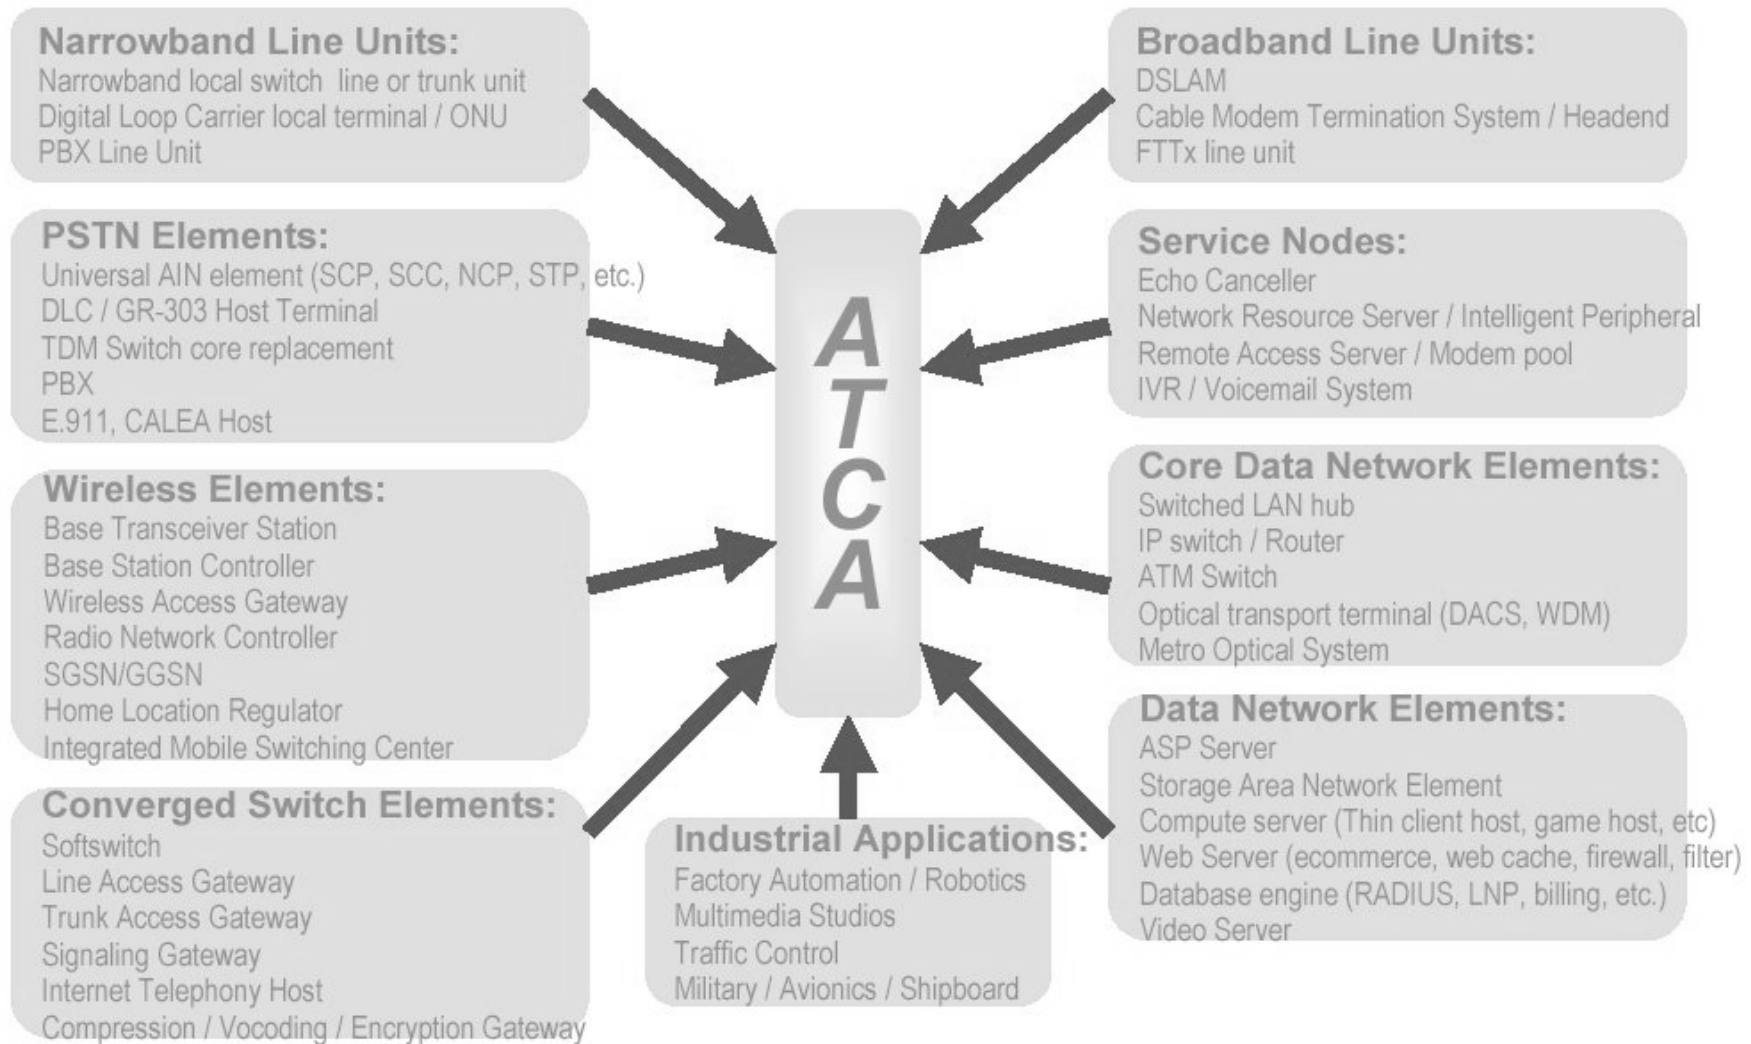 Narrowband Line Units:
Narrowband local switch line or trunk unit
Digital Loop Carrier local terminal / ONU
PBX Line Unit
PSTN Elements:
Universal AIN element (SCP, SCC, NCP, STP, etc.)
DLC / GR-303 Host Terminal
TDM Switch core replacement
PBX
E.911, CALEA Host
Wireless Elements:
Base Transceiver Station
Base Station Controller
Wireless Access Gateway
Radio Network Controller
SGSN/GGSN
Home Location Regulator
Integrated Mobile Switching Center
Converged Switch Elements:
Softswitch
Line Access Gateway
Trunk Access Gateway
Signaling Gateway
Internet Telephony Host
Compression / Vocoding / Encryption Gateway
A
T
C
A
Industrial Applications:
Factory Automation / Robotics
Multimedia Studios
Traffic Control
Military / Avionics / Shipboard
Broadband Line Units:
DSLAM
Cable Modem Termination System / Headend
FTTx line unit
Service Nodes:
Echo Canceller
Network Resource Server / Intelligent Peripheral
Remote Access Server / Modem pool
IVR / Voicemail System
Core Data Network Elements:
Switched LAN hub
IP switch / Router
ATM Switch
Optical transport terminal (DACS, WDM)
Metro Optical System
Data Network Elements:
ASP Server
Storage Area Network Element
Compute server (Thin client host, game host, etc)
Web Server (ecommerce, web cache, firewall, filter)
Database engine (RADIUS, LNP, billing, etc.)
Video Server